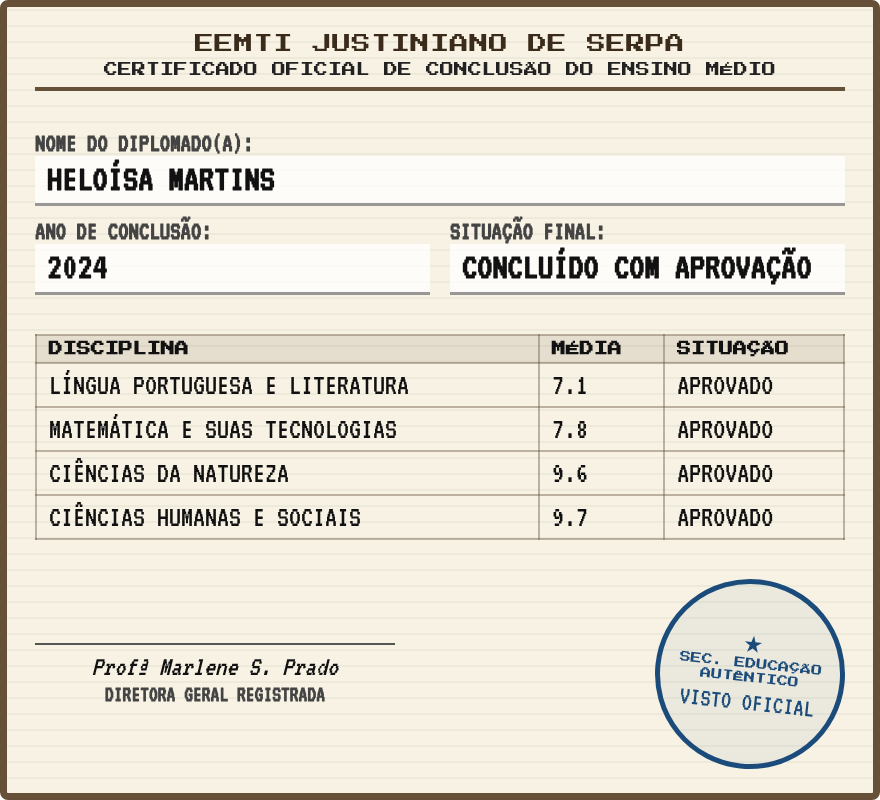 EEMTI JUSTINIANO DE SERPA
CERTIFICADO OFICIAL DE CONCLUSÃO DO ENSINO MéDIO
NOME DO DIPLOMADO(A):
HELOÍSA MARTINS
ANO DE CONCLUSÃO: SITUAÇÃO FINAL:
2024 CONCLUÍDO COM APROVAÇÃO
DISCIPLINA MéDIA SITUAÇÃO
LÍNGUA PORTUGUESA E LITERATURA 7.1 APROVADO
MATEMÁTICA E SUAS TECNOLOGIAS 7.8 APROVADO
CIÊNCIAS DA NATUREZA 9.6 APROVADO
CIÊNCIAS HUMANAS E SOCIAIS 9.7 APROVADO
★
SEC. EDUCAÇÃO
AUTêNTICO
VISTO OFICIAL
Profª Marlene S. Prado
DIRETORA GERAL REGISTRADA